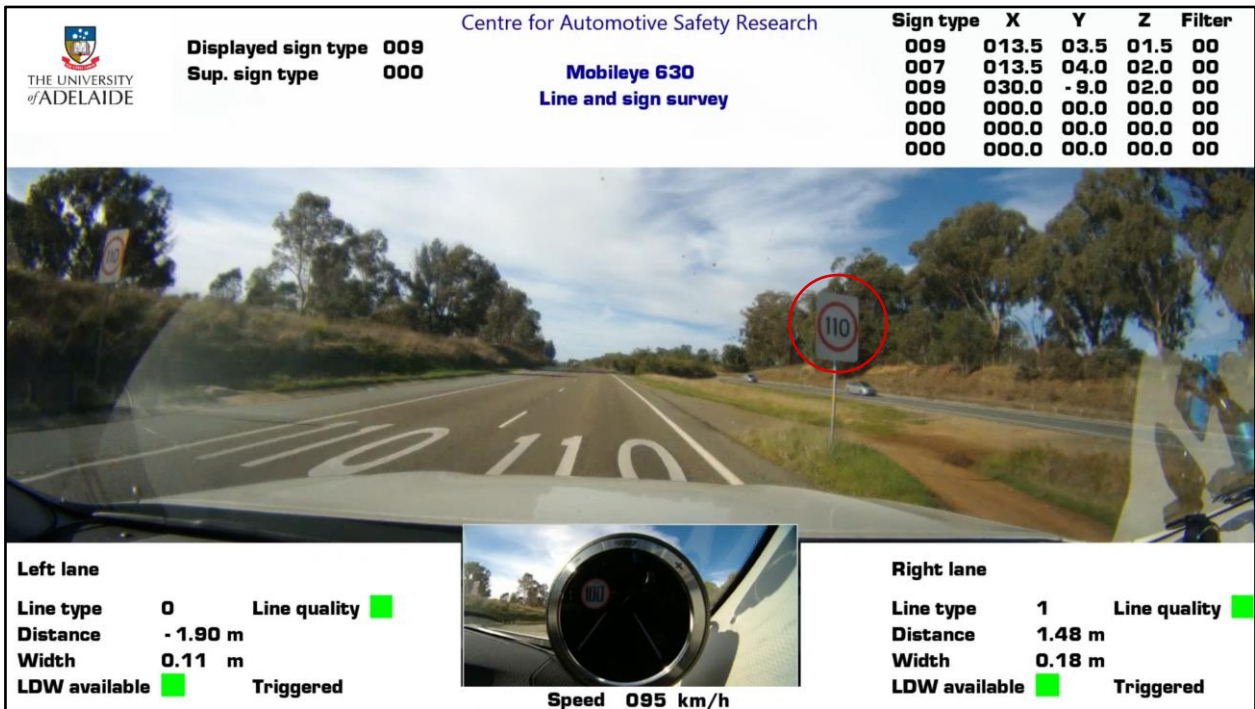 THE UNIVERSITY
of ADELAIDE
Displayed sign type 009
Sup. sign type 000
Centre for Automotive Safety Research
Mobileye 630
Line and sign survey
Sign type X Y Z Filter
009 013.5 03.5 01.5 00
007 013.5 04.0 02.0 00
009 030.0 -9.0 02.0 00
000 000.0 00.0 00.0 00
000 000.0 00.0 00.0 00
000 000.0 00.0 00.0 00
110
110
110 110
Left lane
Line type 0 Line quality
Distance -1.90 m
Width 0.11 m
LDW available Triggered
Speed 095 km/h
Right lane
Line type 1 Line quality
Distance 1.48 m
Width 0.18 m
LDW available Triggered